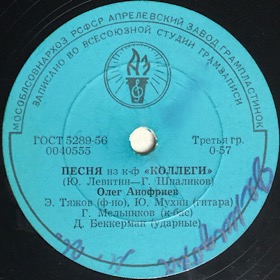 МОСОБЛСОВНАРХОЗ РСФСР АПРЕЛЕВСКИЙ ЗАВОД ГРАМПЛАСТИНОК
ЗАПИСАНО ВО ВСЕСОЮЗНОЙ СТУДИИ ГРАМЗАПИСИ
ГОСТ 5289-56 Третья гр.
0040555 0-57
ПЕСНЯ из к-ф «КОЛЛЕГИ»
(Ю. Левитин—Г. Шпаликов)
Олег Анофриев
Э. Тяжов (ф-но), Ю. Мухин (гитара)
Г. Мельников (к-бас)
Д. Беккерман (ударные)